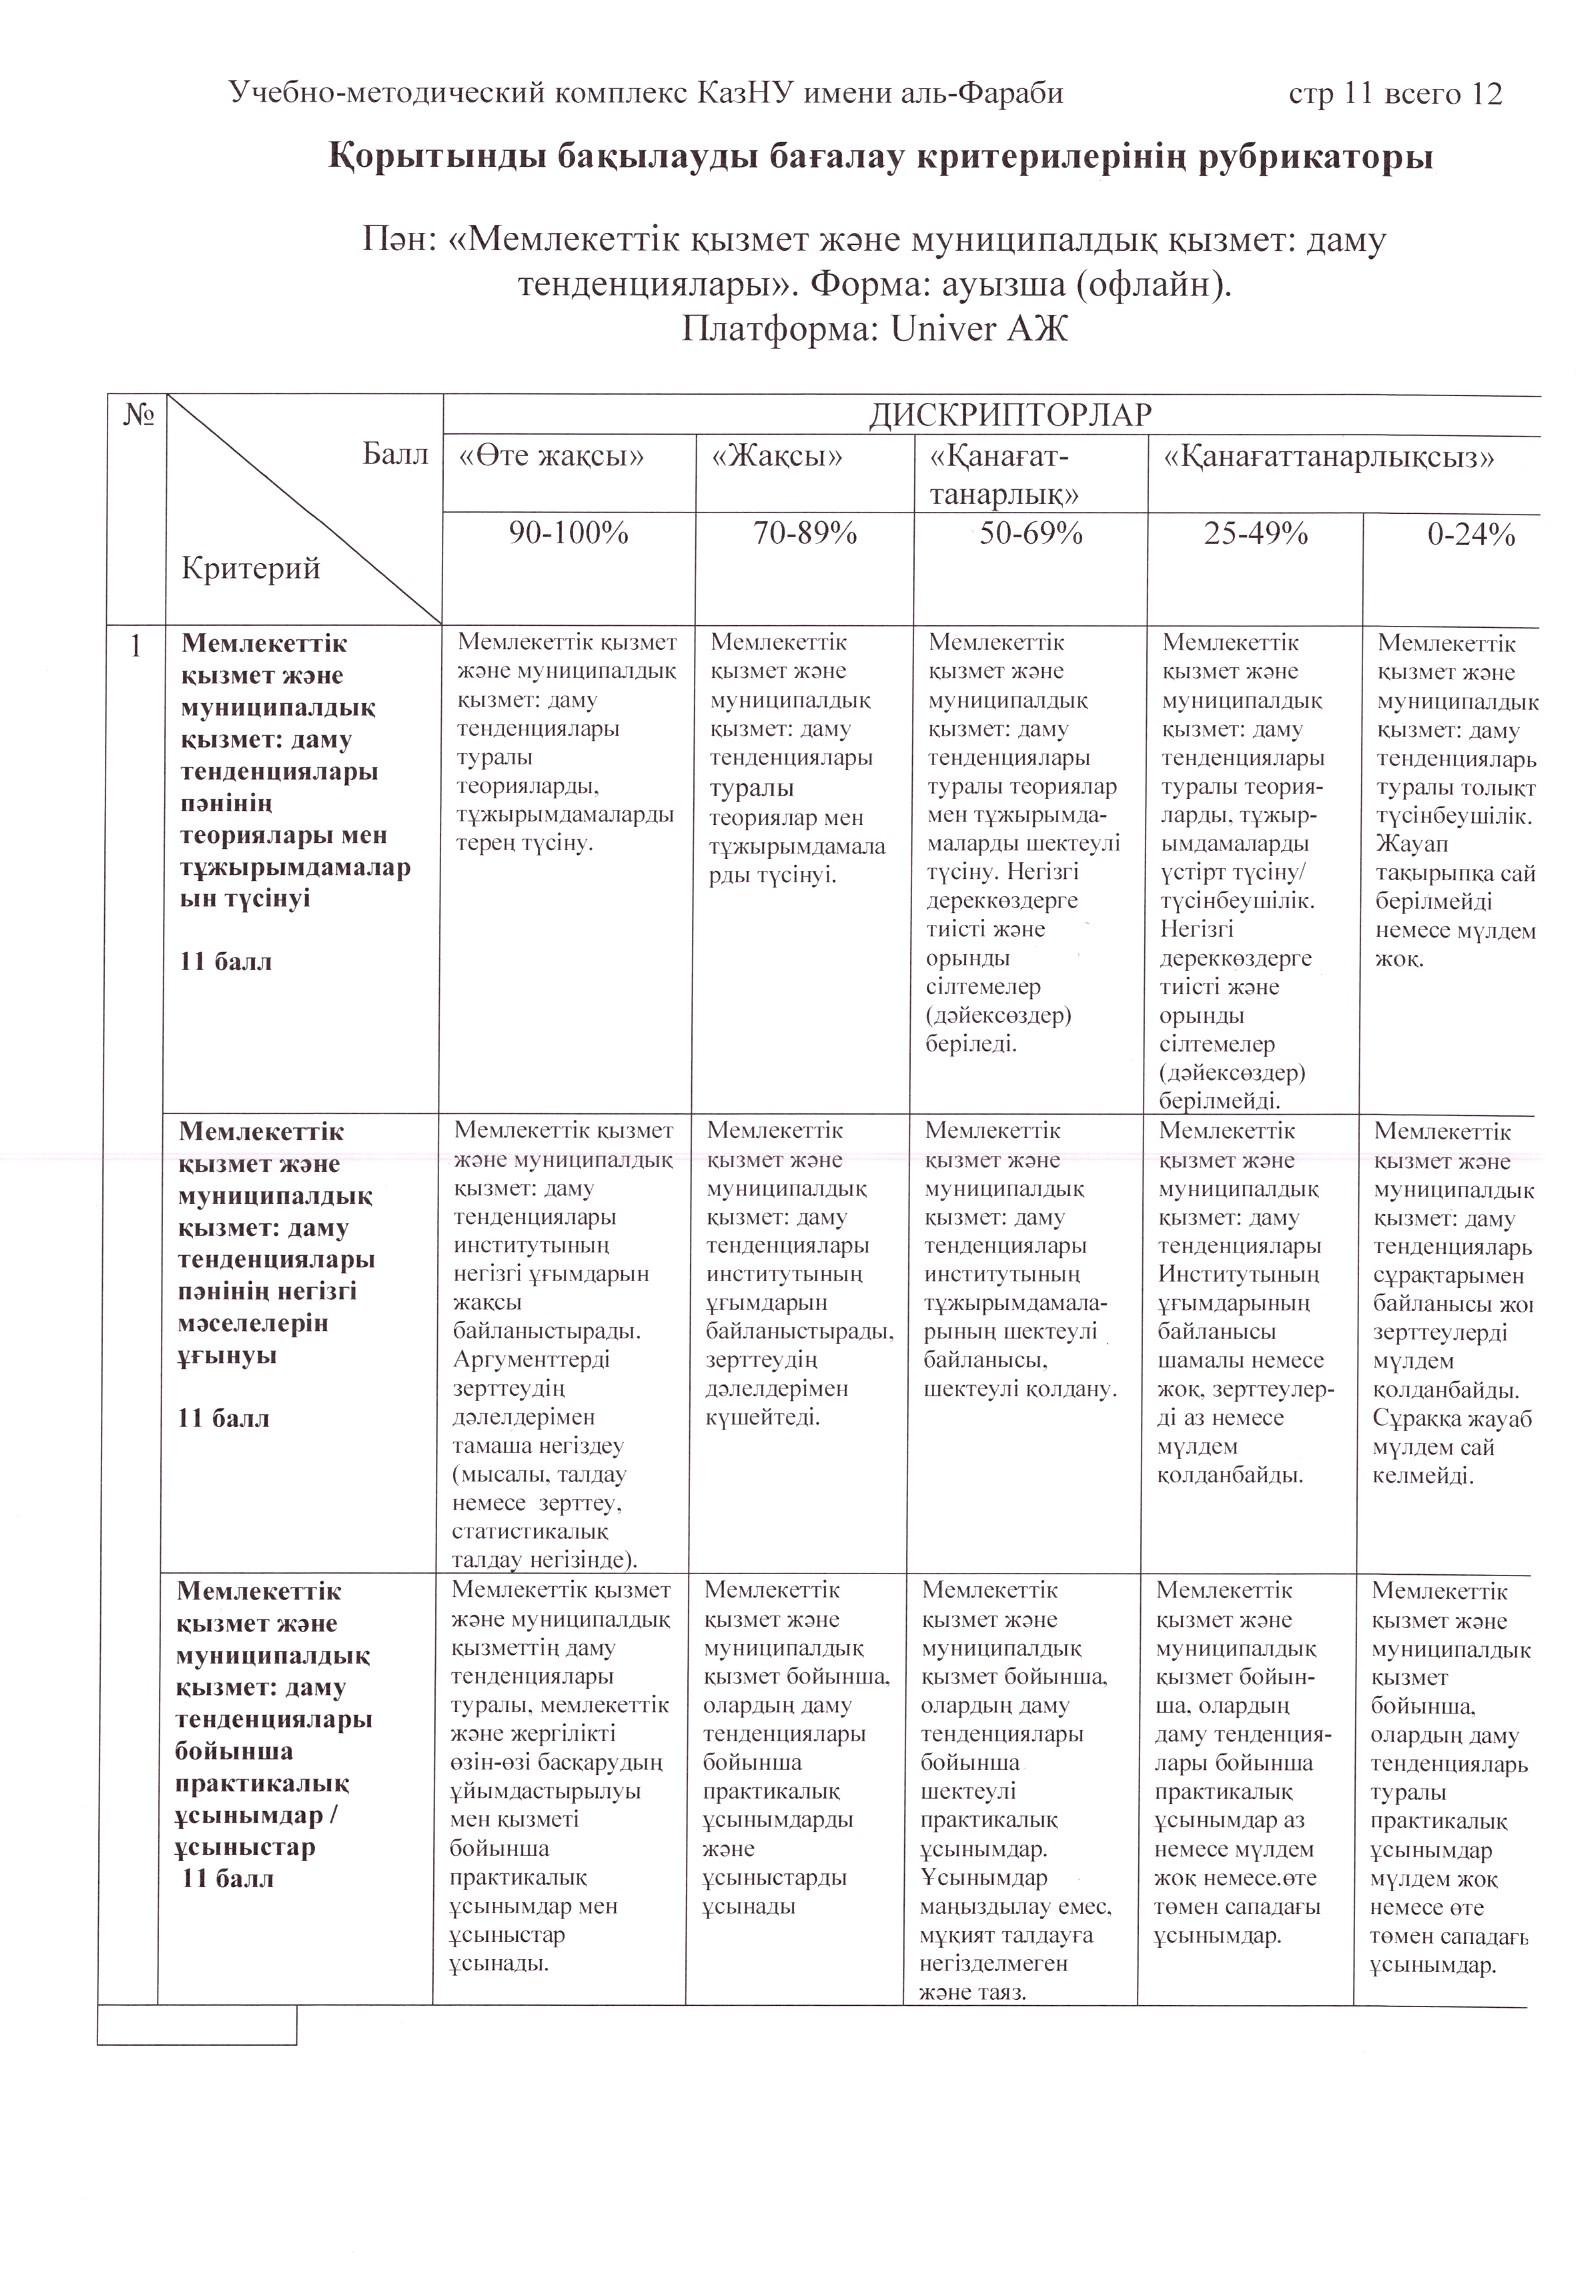 Учебно-методический комплекс КазНУ имени аль-Фараби стр 11 всего 12
Қорытынды бақылауды бағалау критерилерінің рубрикаторы
Пән: «Мемлекеттік қызмет және муниципалдық қызмет: даму
тенденциялары». Форма: ауызша (офлайн).
Платформа: Univer АЖ
№
Балл
Критерий
ДИСКРИПТОРЛАР
«Өте жақсы»
«Жақсы»
«Қанағат-
танарлық»
«Қанағаттанарлықсыз»
90-100%
70-89%
50-69%
25-49%
0-24%
1
Мемлекеттік
қызмет және
муниципалдық
қызмет: даму
тенденциялары
пәнінің
теориялары мен
тұжырымдамалар
ын түсінуі
11 балл
Мемлекеттік қызмет
және муниципалдық
қызмет: даму
тенденциялары
туралы
теорияларды,
тұжырымдамаларды
терең түсіну.
Мемлекеттік
қызмет және
муниципалдық
қызмет: даму
тенденциялары
туралы
теориялар мен
тұжырымдамала
рды түсінуі.
Мемлекеттік
қызмет және
муниципалдық
қызмет: даму
тенденциялары
туралы теориялар
мен тұжырымда-
маларды шектеулі
түсіну. Негізгі
дереккөздерге
тиісті және
орынды
сілтемелер
(дәйексөздер)
беріледі.
Мемлекеттік
қызмет және
муниципалдық
қызмет: даму
тенденциялары
туралы теория-
ларды, тұжыр-
ымдамаларды
үстірт түсіну/
түсінбеушілік.
Негізгі
дереккөздерге
тиісті және
орынды
сілтемелер
(дәйексөздер)
берілмейді.
Мемлекеттік
қызмет және
муниципалдық
қызмет: даму
тенденциялары
туралы толықт
түсінбеушілік.
Жауап
тақырыпқа сай
берілмейді
немесе мүлдем
жоқ.
Мемлекеттік
қызмет және
муниципалдық
қызмет: даму
тенденциялары
пәнінің негізгі
мәселелерін
ұғынуы
11 балл
Мемлекеттік қызмет
және муниципалдық
қызмет: даму
тенденциялары
институтының
негізгі ұғымдарын
жақсы
байланыстырады.
Аргументтерді
зерттеудің
дәлелдерімен
тамаша негіздеу
(мысалы, талдау
немесе зерттеу,
статистикалық
талдау негізінде).
Мемлекеттік
қызмет және
муниципалдық
қызмет: даму
тенденциялары
институтының
ұғымдарын
байланыстырады,
зерттеудің
дәлелдерімен
күшейтеді.
Мемлекеттік
қызмет және
муниципалдық
қызмет: даму
тенденциялары
институтының
тұжырымдамала-
рының шектеулі
байланысы,
шектеулі қолдану.
Мемлекеттік
қызмет және
муниципалдық
қызмет: даму
тенденциялары
Институтының
ұғымдарының
байланысы
шамалы немесе
жоқ, зерттеулер-
ді аз немесе
мүлдем
қолданбайды.
Мемлекеттік
қызмет және
муниципалдық
қызмет: даму
тенденциялары
сұрақтарымен
байланысы жоқ
зерттеулерді
мүлдем
қолданбайды.
Сұраққа жауаб
мүлдем сай
келмейді.
Мемлекеттік
қызмет және
муниципалдық
қызмет: даму
тенденциялары
бойынша
практикалық
ұсынымдар /
ұсыныстар
11 балл
Мемлекеттік қызмет
және муниципалдық
қызметтің даму
тенденциялары
туралы, мемлекеттік
және жергілікті
өзін-өзі басқарудың
ұйымдастырылуы
мен қызметі
бойынша
практикалық
ұсынымдар мен
ұсыныстар
ұсынады.
Мемлекеттік
қызмет және
муниципалдық
қызмет бойынша,
олардың даму
тенденциялары
бойынша
практикалық
ұсынымдарды
және
ұсыныстарды
ұсынады
Мемлекеттік
қызмет және
муниципалдық
қызмет бойынша,
олардың даму
тенденциялары
бойынша
шектеулі
практикалық
ұсынымдар.
Ұсынымдар
маңыздылау емес,
мұқият талдауға
негізделмеген
және таяз.
Мемлекеттік
қызмет және
муниципалдық
қызмет бойын-
ша, олардың
даму тенденция-
лары бойынша
практикалық
ұсынымдар аз
немесе мүлдем
жоқ немесе.өте
төмен сападағы
ұсынымдар.
Мемлекеттік
қызмет және
муниципалдық
қызмет
бойынша,
олардың даму
тенденциялары
туралы
практикалық
ұсынымдар
мүлдем жоқ
немесе өте
төмен сападағы
ұсынымдар.